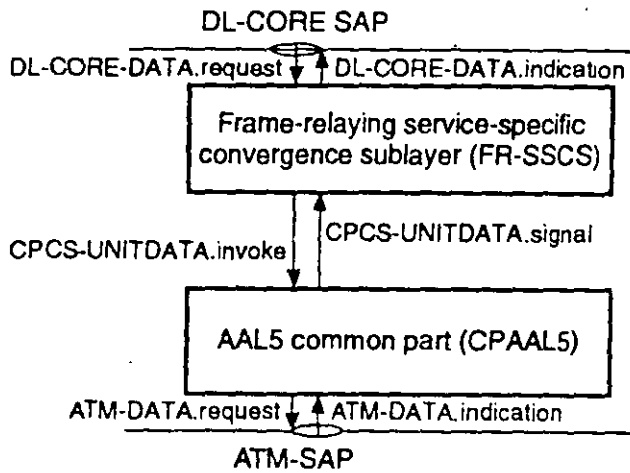 DL-CORE SAP
DL-CORE-DATA.request
DL-CORE-DATA.indication
Frame-relaying service-specific
convergence sublayer (FR-SSCS)
CPCS-UNITDATA.invoke
CPCS-UNITDATA.signal
AAL5 common part (CPAAL5)
ATM-DATA.request
ATM-DATA.indication
ATM-SAP